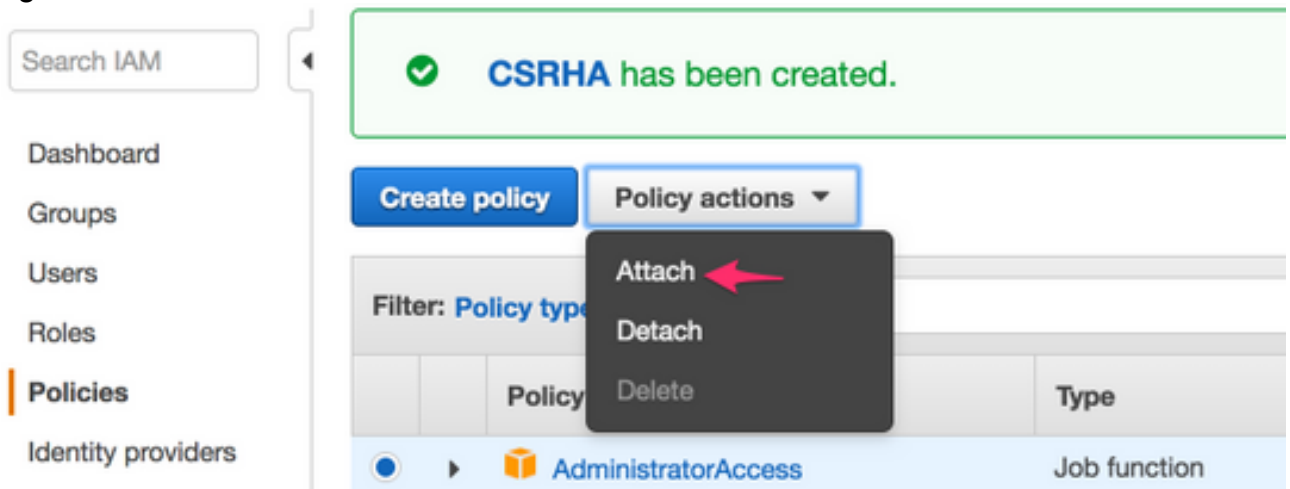 Search IAM
CSRHA has been created.
Dashboard
Groups
Users
Roles
Policies
Identity providers
Create policy
Policy actions
Attach
Detach
Delete
Filter: Policy type
Policy
Type
AdministratorAccess
Job function